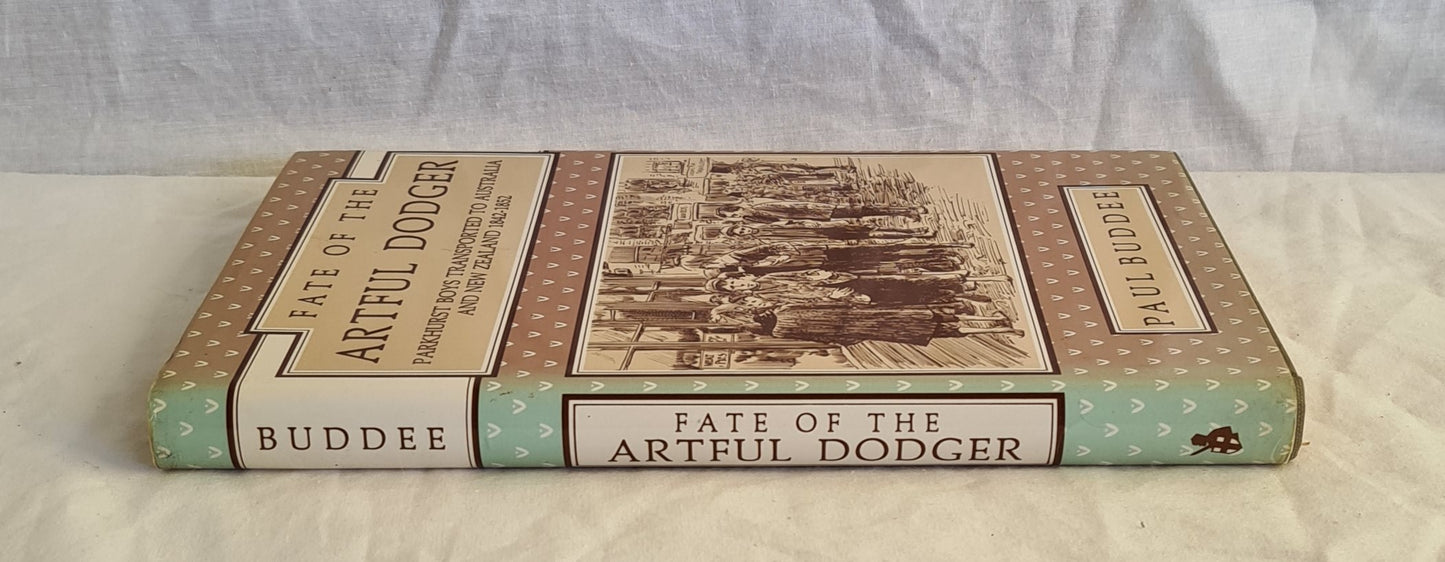 FATE OF THE
ARTFUL DODGER
PARKHURST BOYS TRANSPORTED TO AUSTRALIA
AND NEW ZEALAND 1842-1852
PAUL BUDDEE
BUDDEE
FATE OF THE
ARTFUL DODGER